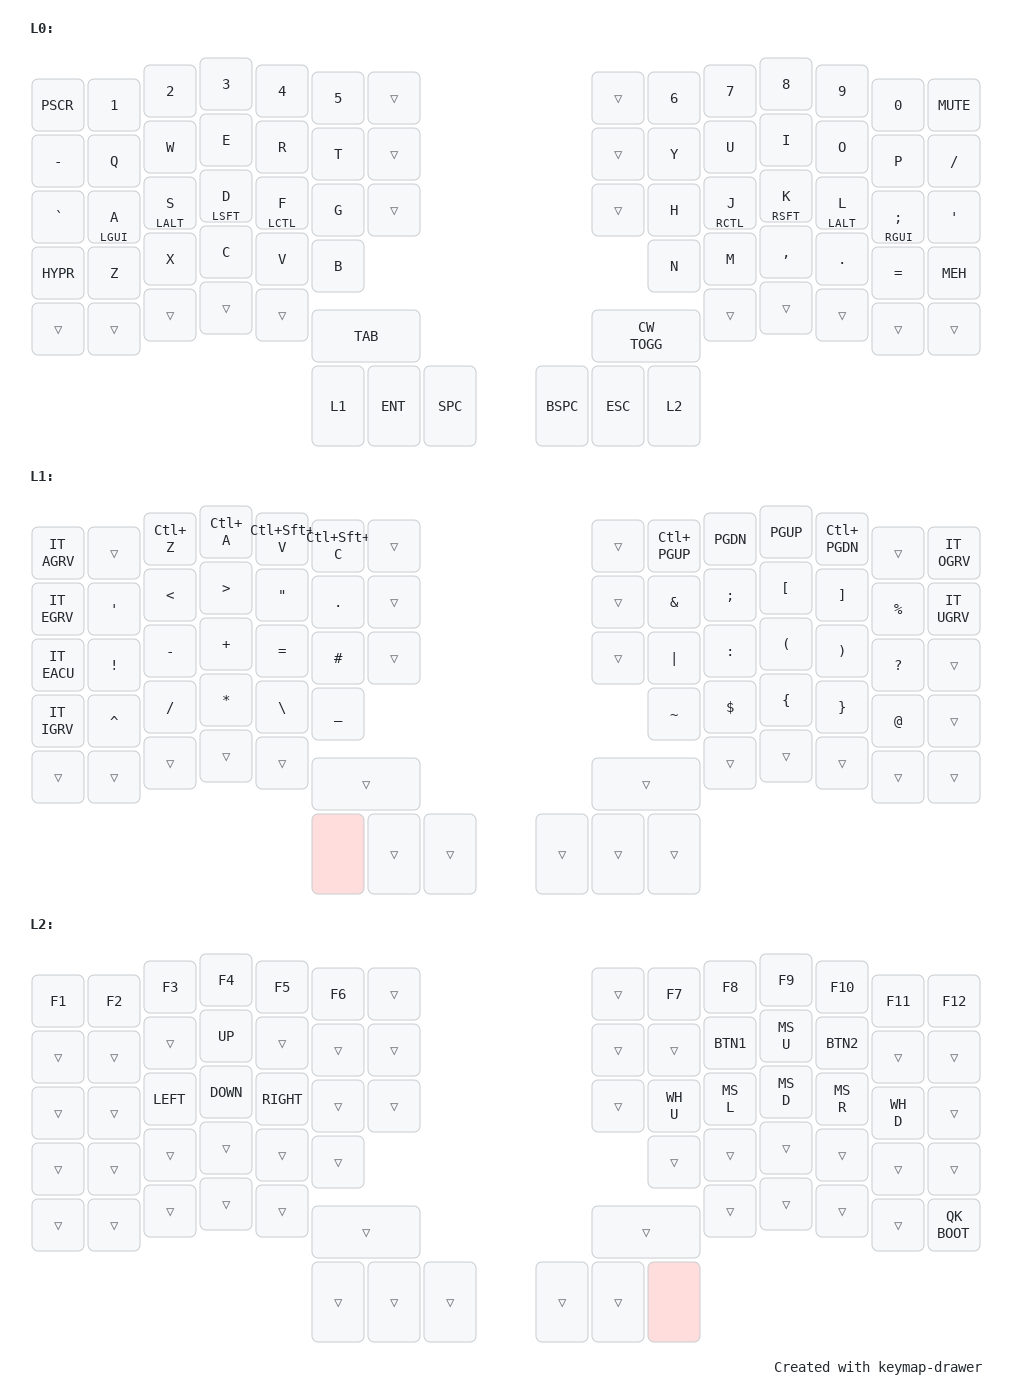 L0:
PSCR 1 2 3 4 5 ▽ ▽ 6 7 8 9 0 MUTE
- Q W E R T ▽ ▽ Y U I O P /
` A S D F G ▽ ▽ H J K L ; '
LGUI LALT LSFT LCTL RCTL RSFT LALT RGUI
HYPR Z X C V B N M , . = MEH
▽ ▽ ▽ ▽ ▽ ▽ ▽ ▽ ▽ ▽
TAB CW
TOGG
L1 ENT SPC BSPC ESC L2
L1:
IT
AGRV ▽ Ctl+
Z Ctl+
A Ctl+Sft+
V Ctl+Sft+
C ▽ ▽ Ctl+
PGUP PGDN PGUP Ctl+
PGDN ▽ IT
OGRV
IT
EGRV ' < > " . ▽ ▽ & ; [ ] % IT
UGRV
IT
EACU ! - + = # ▽ ▽ | : ( ) ? ▽
IT
IGRV ^ / * \ _ ~ $ { } @ ▽
▽ ▽ ▽ ▽ ▽ ▽ ▽ ▽ ▽ ▽
▽ ▽
▽ ▽ ▽ ▽ ▽
L2:
F1 F2 F3 F4 F5 F6 ▽ ▽ F7 F8 F9 F10 F11 F12
▽ ▽ ▽ UP ▽ ▽ ▽ ▽ ▽ BTN1 MS
U BTN2 ▽ ▽
▽ ▽ LEFT DOWN RIGHT ▽ ▽ ▽ WH
U MS
L MS
D MS
R WH
D ▽
▽ ▽ ▽ ▽ ▽ ▽ ▽ ▽ ▽ ▽ ▽ ▽
▽ ▽ ▽ ▽ ▽ ▽ ▽ ▽ ▽ QK
BOOT
▽ ▽
▽ ▽ ▽ ▽ ▽
Created with keymap-drawer